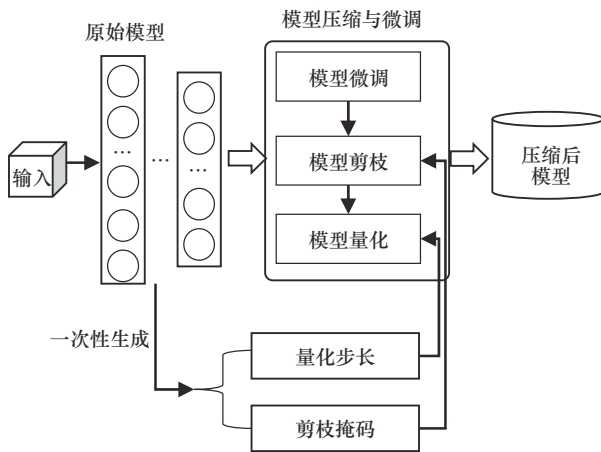 模型压缩与微调
原始模型
模型微调
输入
…
…
…
模型剪枝
压缩后
模型
模型量化
一次性生成
量化步长
剪枝掩码